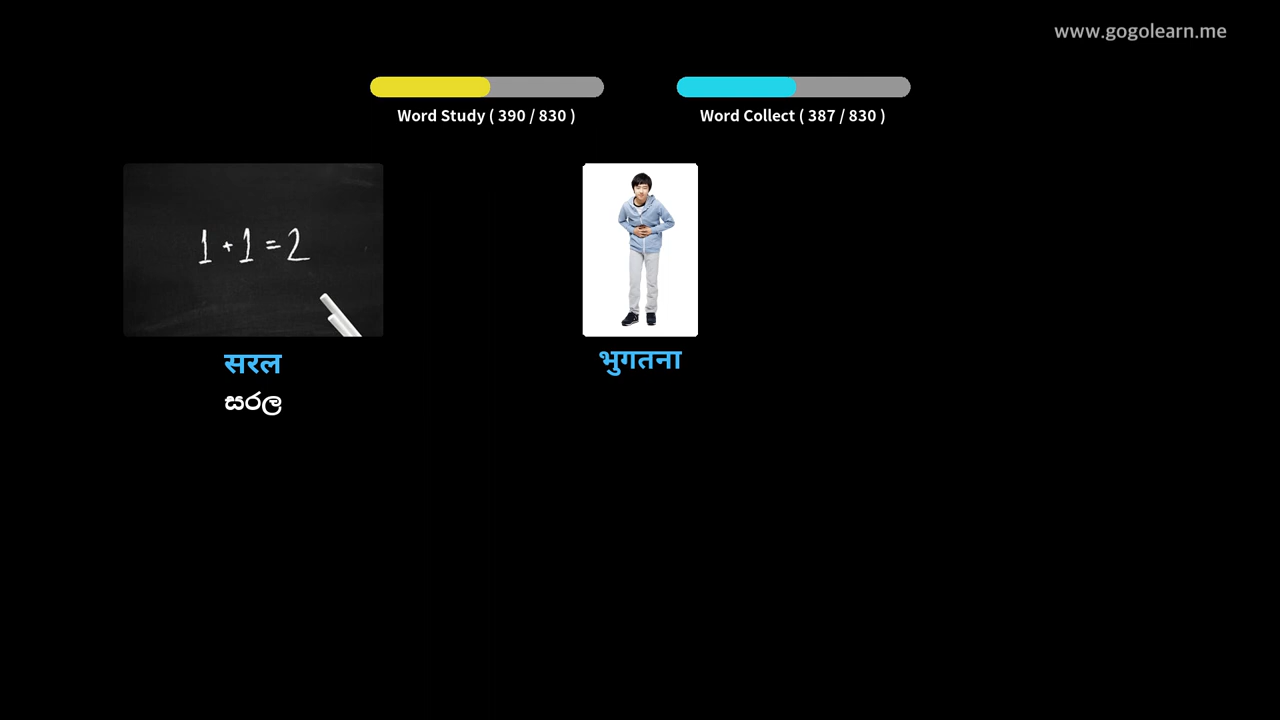 www.gogolearn.me
Word Study ( 390 / 830 )
Word Collect ( 387 / 830 )
1 + 1 = 2
सरल
සරල
भुगतना